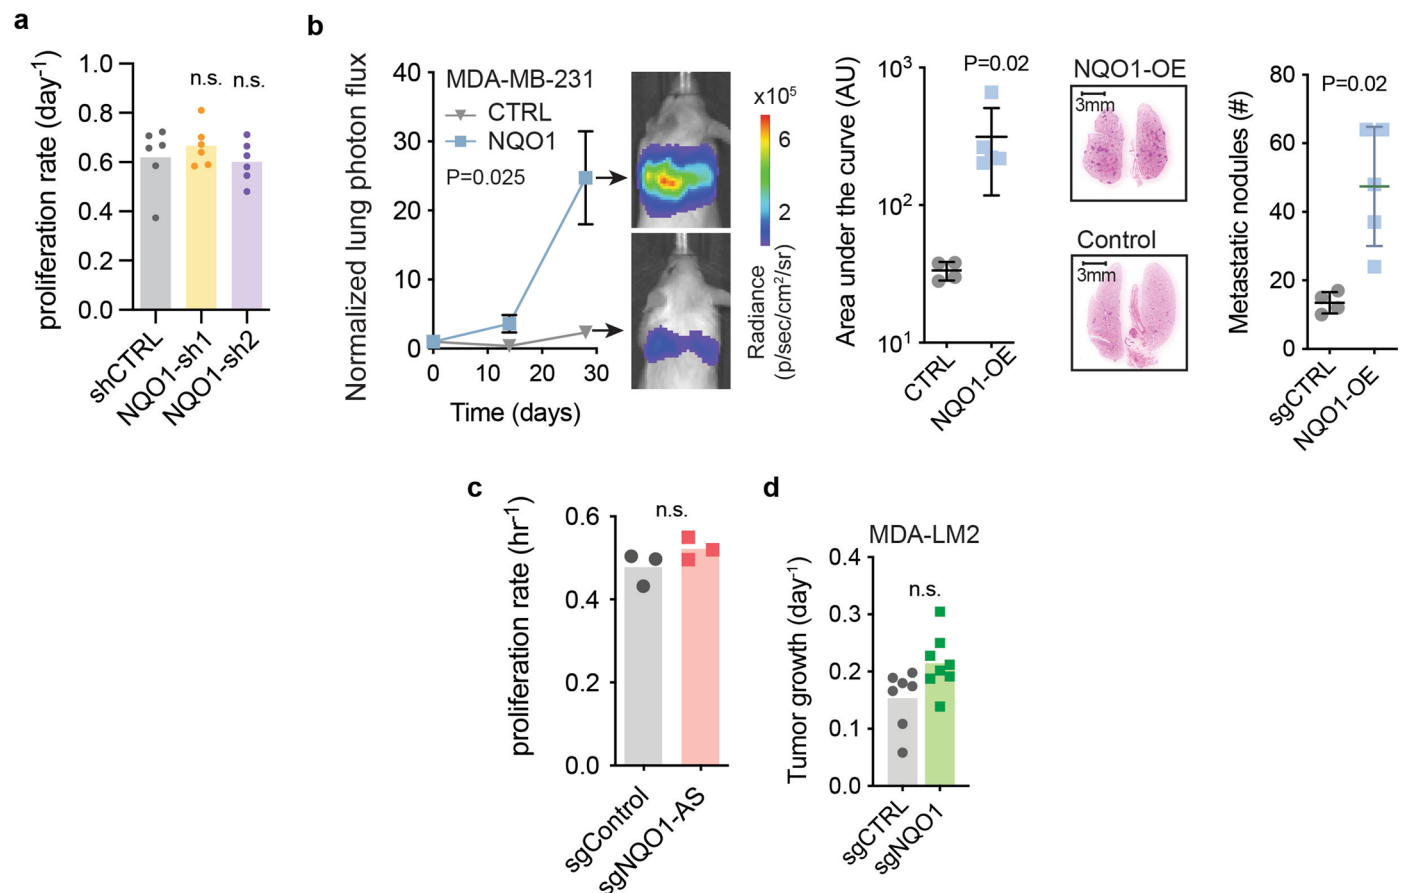 a
proliferation rate (day-1)
1.0
0.8
0.6
0.4
0.2
0.0
n.s.
n.s.
shCTRL
NQO1-sh1
NQO1-sh2
b
Normalized lung photon flux
40
30
20
10
0
MDA-MB-231
CTRL
NQO1
P=0.025
0
10
20
30
Time (days)
x10⁵
6
2
Radiance
(p/sec/cm²/sr)
Area under the curve (AU)
10³
10²
10¹
P=0.02
CTRL
NQO1-OE
NQO1-OE
3mm
Control
3mm
Metastatic nodules (#)
80
60
40
20
0
P=0.02
sgCTRL
NQO1-OE
c
proliferation rate (hr-1)
0.6
0.4
0.2
0.0
n.s.
sgControl
sgNQO1-AS
d
MDA-LM2
Tumor growth (day-1)
0.4
0.3
0.2
0.1
0.0
n.s.
sgCTRL
sgNQO1